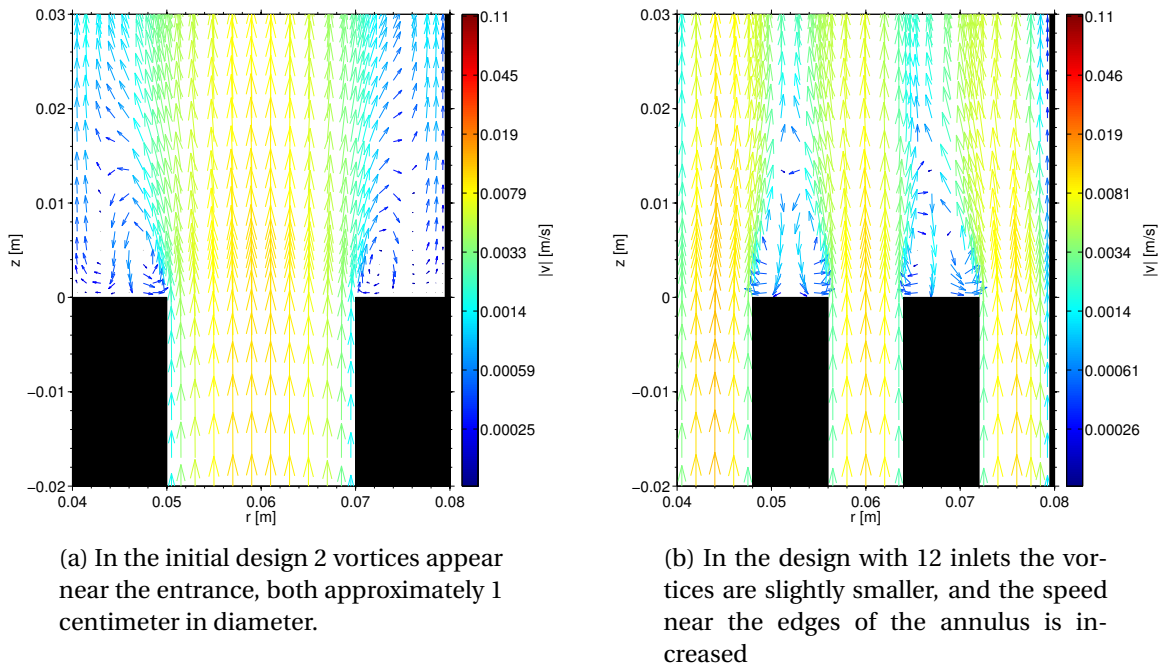 0.03
0.02
0.01
0
−0.01
−0.02
z [m]
0.04 0.05 0.06 0.07 0.08
r [m]
0.11
0.045
0.019
0.0079
0.0033
0.0014
0.00059
0.00025
|v| [m/s]
0.03
0.02
0.01
0
−0.01
−0.02
z [m]
0.04 0.05 0.06 0.07 0.08
r [m]
0.11
0.046
0.019
0.0081
0.0034
0.0014
0.00061
0.00026
|v| [m/s]
(a) In the initial design 2 vortices appear
near the entrance, both approximately 1
centimeter in diameter.
(b) In the design with 12 inlets the vor-
tices are slightly smaller, and the speed
near the edges of the annulus is in-
creased